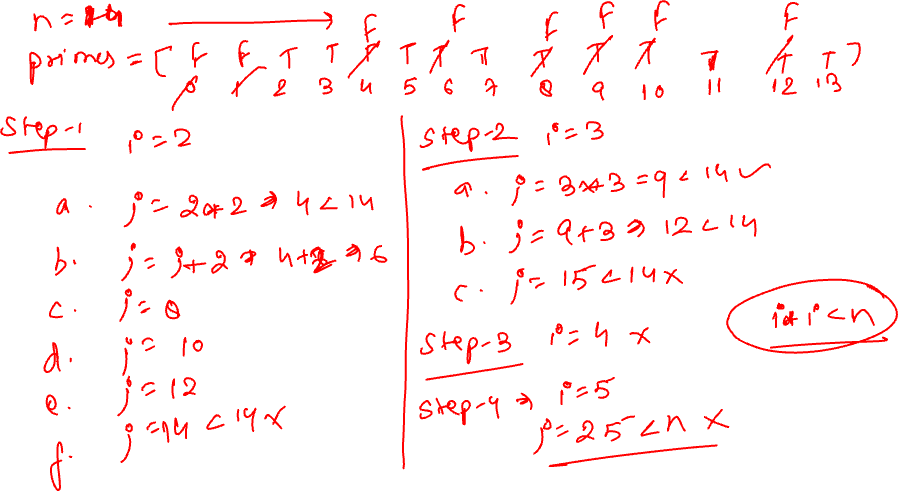 n = 14
F F F F F F
primes = [ F F T T T T T T T T T T T T ]
0 1 2 3 4 5 6 7 8 9 10 11 12 13
Step-1 i=2
a. j = 2*2 → 4 < 14
b. j = j+2 → 4+2 → 6
c. j = 8
d. j = 10
e. j = 12
f. j = 14 < 14 x
Step-2 i=3
a. j = 3*3 = 9 < 14 ✓
b. j = 9+3 → 12 < 14
c. j = 15 < 14 x
Step-3 i=4 x
Step-4 → i=5
j = 25 < n x
i*i < n